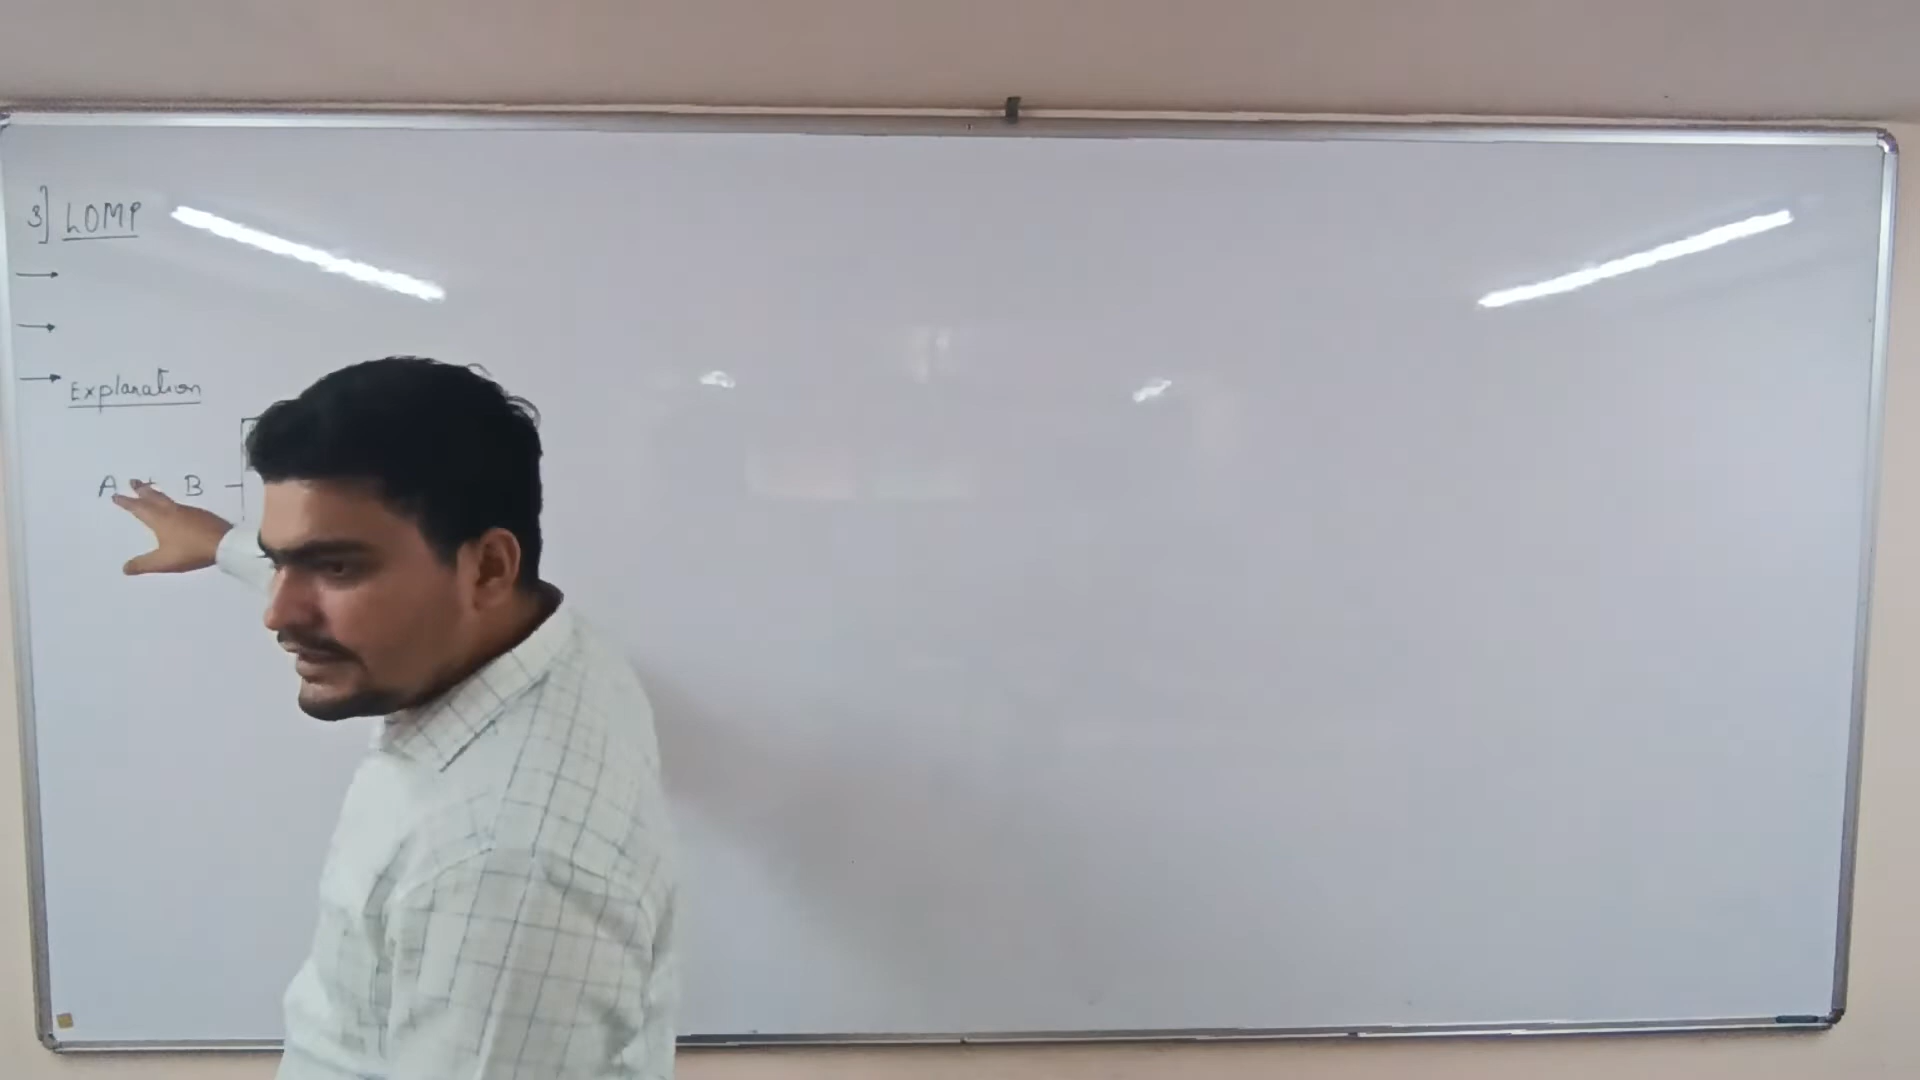 3] LOMP
→
→
→ Explanation
A + B